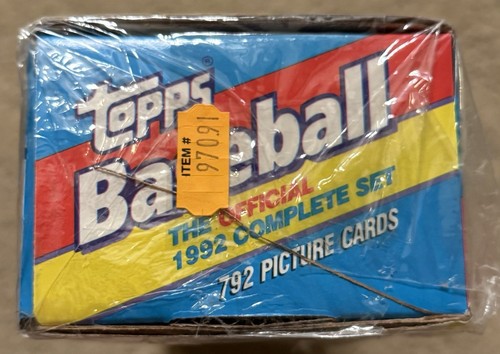 Topps®
Baseball
ITEM #
97091
THE OFFICIAL
1992 COMPLETE SET
792 PICTURE CARDS